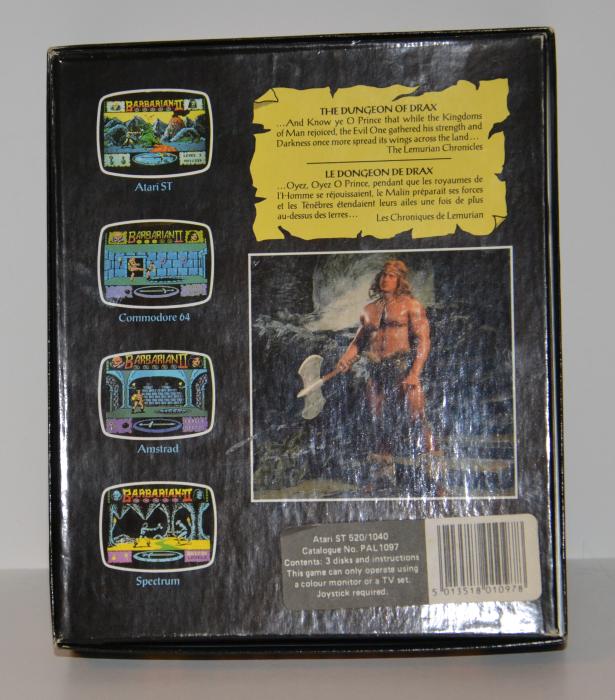 BARBARIAN II
Atari ST
BARBARIAN II
Commodore 64
BARBARIAN II
Amstrad
BARBARIAN II
Spectrum
THE DUNGEON OF DRAX
...And Know ye O Prince that while the Kingdoms
of Man rejoiced, the Evil One gathered his strength and
Darkness once more spread its wings across the land...
The Lemurian Chronicles
LE DONGEON DE DRAX
...Oyez, Oyez O Prince, pendant que les royaumes de
l'Homme se réjouissaient, le Malin préparait ses forces
et les Ténèbres étendaient leurs ailes une fois de plus
au-dessus des terres... Les Chroniques de Lemurian
Atari ST 520/1040
Catalogue No. PAL1097
Contents: 3 disks and instructions
This game can only operate using
a colour monitor or a TV set.
Joystick required.
5 013518 010978